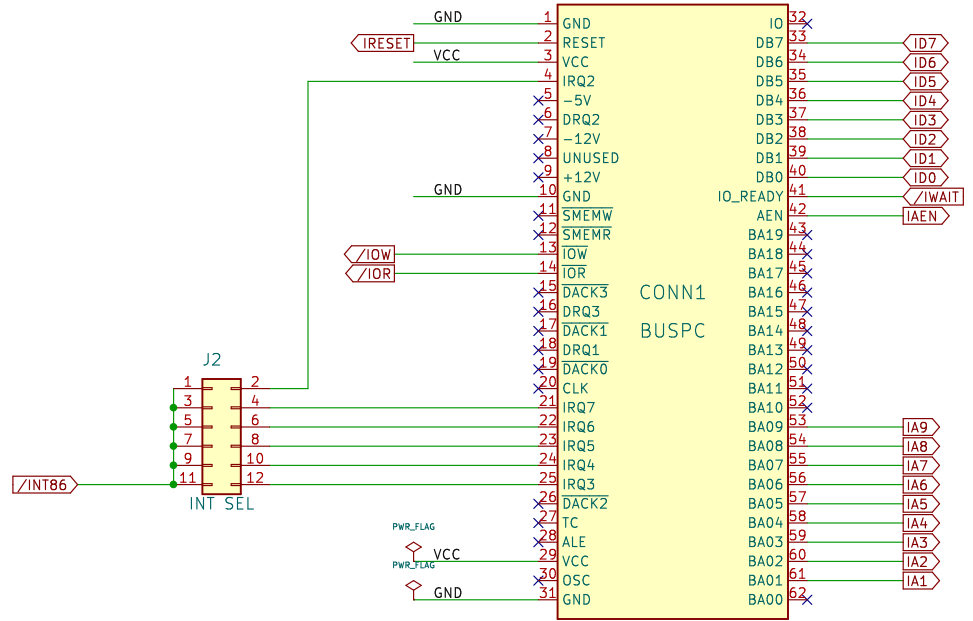 GND 1 GND IO 32
IRESET 2 RESET DB7 33 ID7
VCC 3 VCC DB6 34 ID6
4 IRQ2 DB5 35 ID5
5 -5V DB4 36 ID4
6 DRQ2 DB3 37 ID3
7 -12V DB2 38 ID2
8 UNUSED DB1 39 ID1
9 +12V DB0 40 ID0
GND 10 GND IO_READY 41 /IWAIT
11 SMEMW AEN 42 IAEN
12 SMEMR BA19 43
/IOW 13 IOW BA18 44
/IOR 14 IOR BA17 45
15 DACK3 CONN1 BA16 46
16 DRQ3 BA15 47
17 DACK1 BUSPC BA14 48
18 DRQ1 BA13 49
J2 19 DACK0 BA12 50
1 2 20 CLK BA11 51
3 4 21 IRQ7 BA10 52
5 6 22 IRQ6 BA09 53 IA9
7 8 23 IRQ5 BA08 54 IA8
9 10 24 IRQ4 BA07 55 IA7
/INT86 11 12 25 IRQ3 BA06 56 IA6
INT SEL 26 DACK2 BA05 57 IA5
PWR_FLAG 27 TC BA04 58 IA4
28 ALE BA03 59 IA3
VCC 29 VCC BA02 60 IA2
PWR_FLAG 30 OSC BA01 61 IA1
GND 31 GND BA00 62